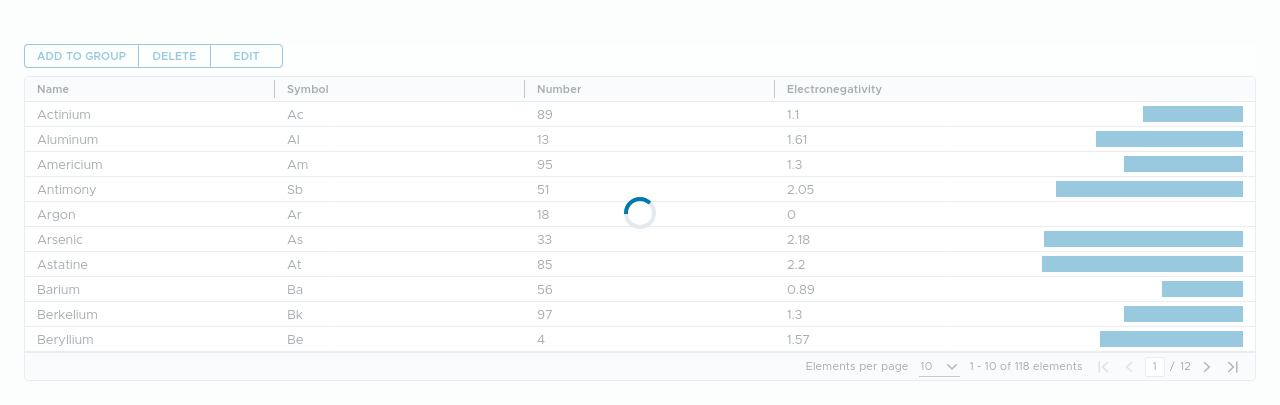 ADD TO GROUP DELETE EDIT
Name Symbol Number Electronegativity
Actinium Ac 89 1.1
Aluminum Al 13 1.61
Americium Am 95 1.3
Antimony Sb 51 2.05
Argon Ar 18 0
Arsenic As 33 2.18
Astatine At 85 2.2
Barium Ba 56 0.89
Berkelium Bk 97 1.3
Beryllium Be 4 1.57
Elements per page 10 1 - 10 of 118 elements 1 / 12